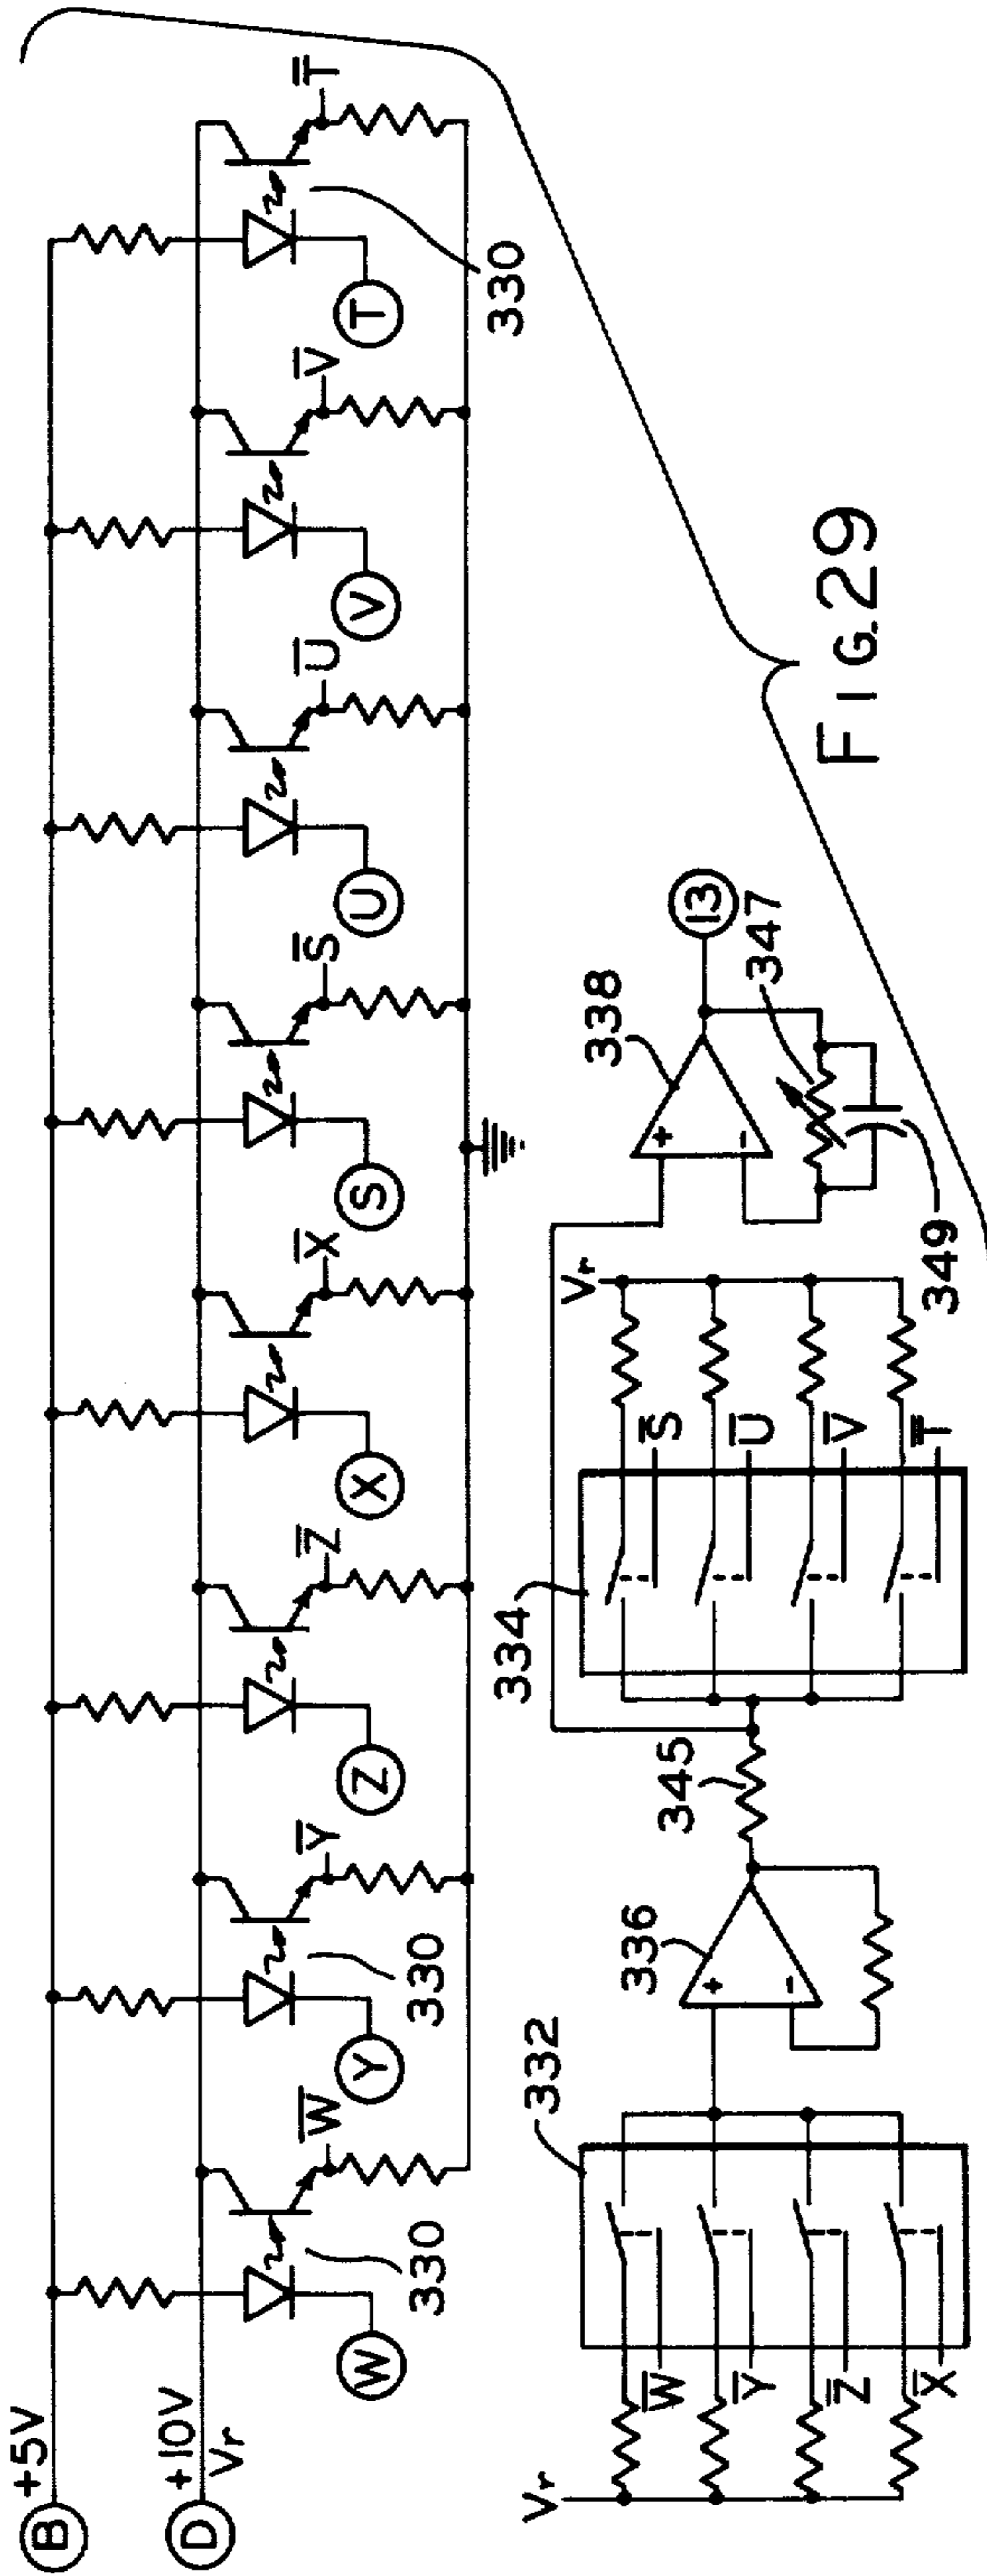 B +5V
D +10V
Vr
W Y Z X S U V T
W̅ Y̅ Z̅ X̅ S̅ U̅ V̅ T̅
330 330 330
332 336 345 334 338
Vr
W̅
Y̅
Z̅
X̅
+
-
Vr
S̅
U̅
V̅
T̅
+
-
13
347
349
FIG. 29